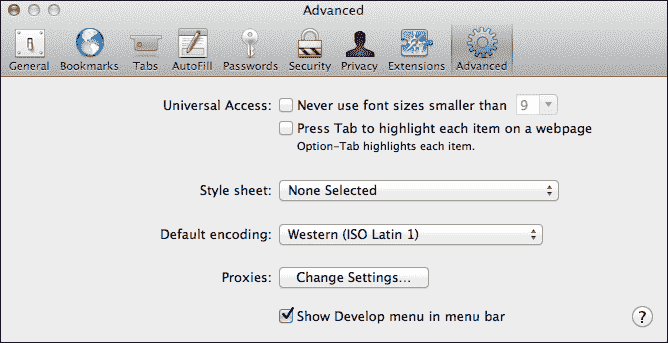 Advanced
General Bookmarks Tabs AutoFill Passwords Security Privacy Extensions Advanced
Universal Access: Never use font sizes smaller than 9
Press Tab to highlight each item on a webpage
Option-Tab highlights each item.
Style sheet: None Selected
Default encoding: Western (ISO Latin 1)
Proxies: Change Settings...
Show Develop menu in menu bar ?